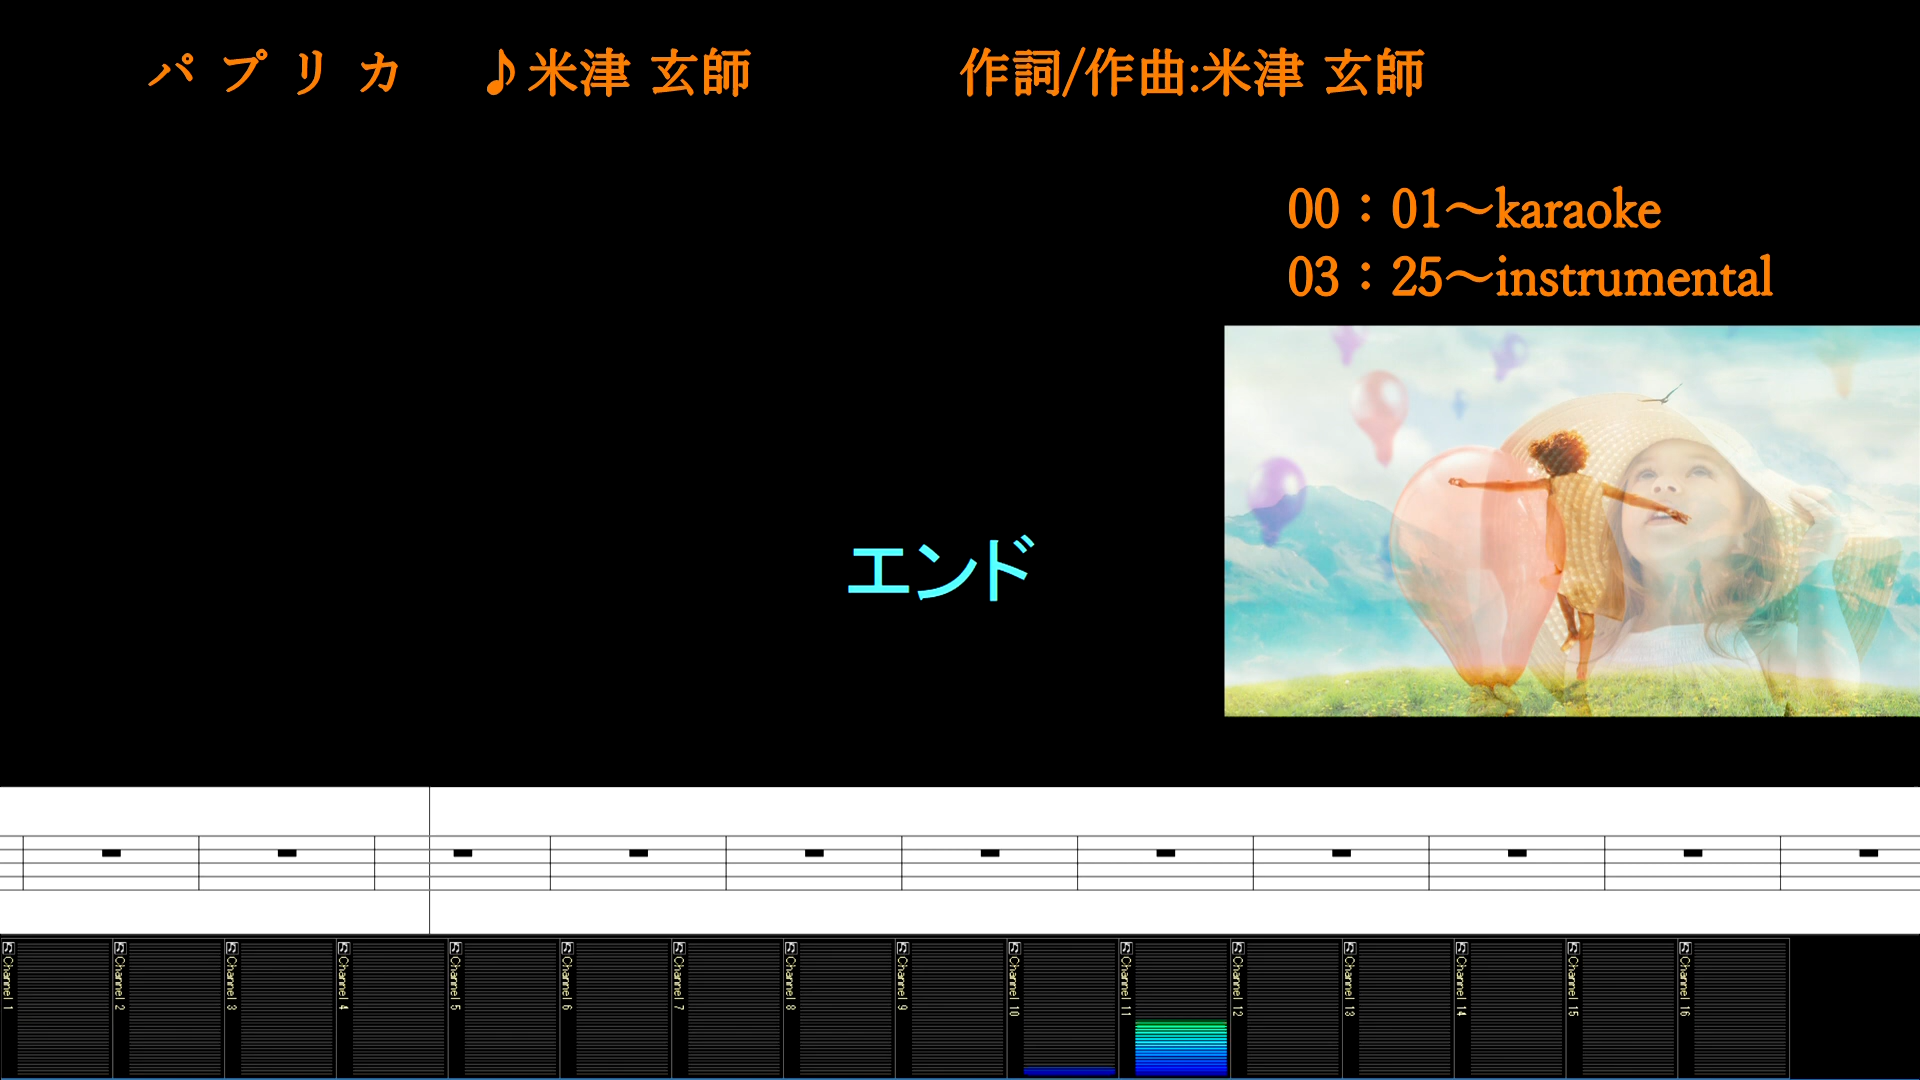 パ プ リ カ ♪米津 玄師 作詞/作曲:米津 玄師
00：01～karaoke
03：25～instrumental
エンド
Channel 1 Channel 2 Channel 3 Channel 4 Channel 5 Channel 6 Channel 7 Channel 8 Channel 9 Channel 10 Channel 11 Channel 12 Channel 13 Channel 14 Channel 15 Channel 16